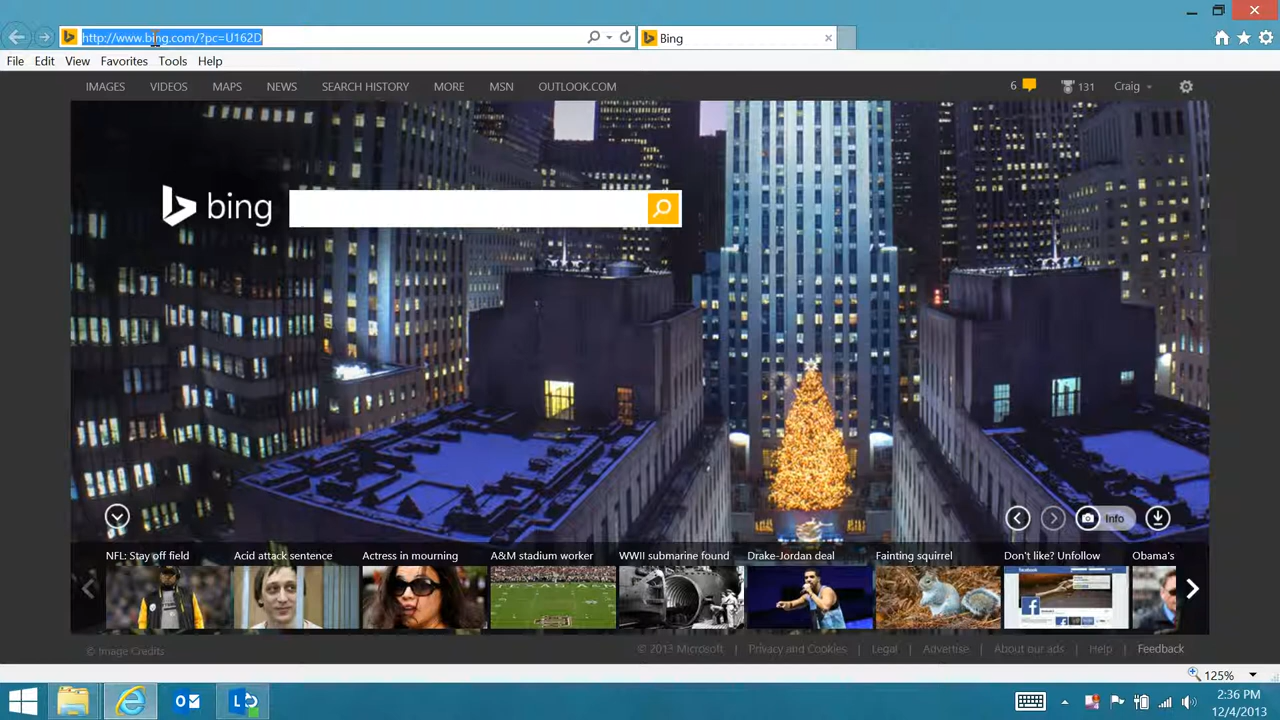 http://www.bing.com/?pc=U162D
Bing
File Edit View Favorites Tools Help
IMAGES VIDEOS MAPS NEWS SEARCH HISTORY MORE MSN OUTLOOK.COM
6 131 Craig
bing
Info
NFL: Stay off field Acid attack sentence Actress in mourning A&M stadium worker WWII submarine found Drake-Jordan deal Fainting squirrel Don't like? Unfollow Obama's
© Image Credits © 2013 Microsoft | Privacy and Cookies | Legal | Advertise | About our ads | Help | Feedback
125%
2:36 PM
12/4/2013